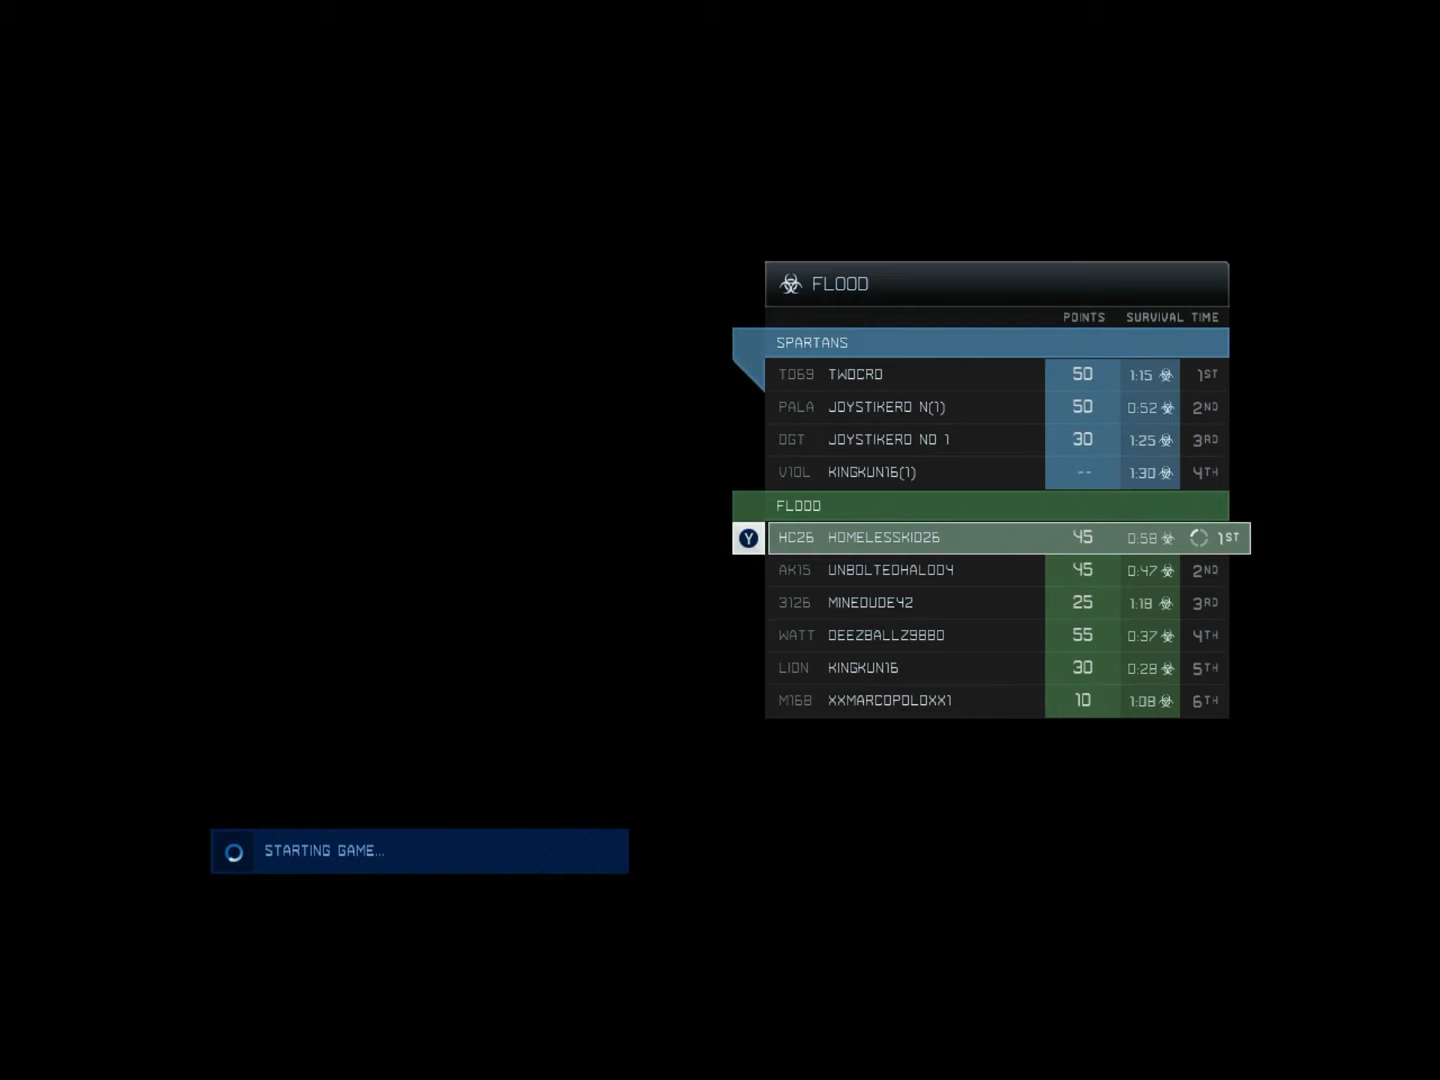 FLOOD
POINTS SURVIVAL TIME
SPARTANS
TD69 TWOCRO 50 1:15 1ST
PALA JOYSTIKERO N(1) 50 0:52 2ND
OGT JOYSTIKERO NO 1 30 1:25 3RD
V10L KINGKUN16(1) -- 1:30 4TH
FLOOD
Y HC26 HOMELESSKID26 45 0:58 1ST
AK15 UNBOLTEDHALO04 45 0:47 2ND
3126 MINEDUDE42 25 1:18 3RD
WATT DEEZBALLZ9880 55 0:37 4TH
LION KINGKUN16 30 0:28 5TH
M16B XXMARCOPOLOXX1 10 1:08 6TH
STARTING GAME...